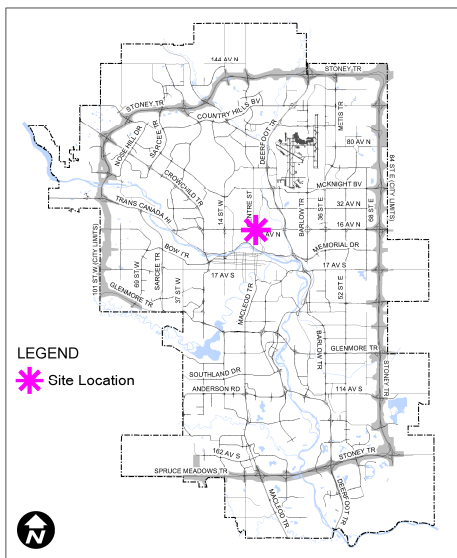 144 AV N
STONEY TR
STONEY TR
COUNTRY HILLS BV
METIS TR
DEERFOOT TR
NOSE HILL DR
SARCEE TR
80 AV N
CROWCHILD TR
MCKNIGHT BV
84 ST E (CITY LIMITS)
TRANS CANADA HI
14 ST W
BARLOW TR
36 ST E
32 AV N
68 ST E
16 AV N
AV N
MEMORIAL DR
BOW TR
101 ST W (CITY LIMITS)
69 ST W
SARCEE TR
37 ST W
17 AV S
17 AV S
MACLEOD TR
52 ST E
GLENMORE TR
BARLOW TR
GLENMORE TR
LEGEND
Site Location
SOUTHLAND DR
ANDERSON RD
114 AV S
STONEY TR
162 AV S
STONEY TR
SPRUCE MEADOWS TR
MACLEOD TR
DEERFOOT TR
N